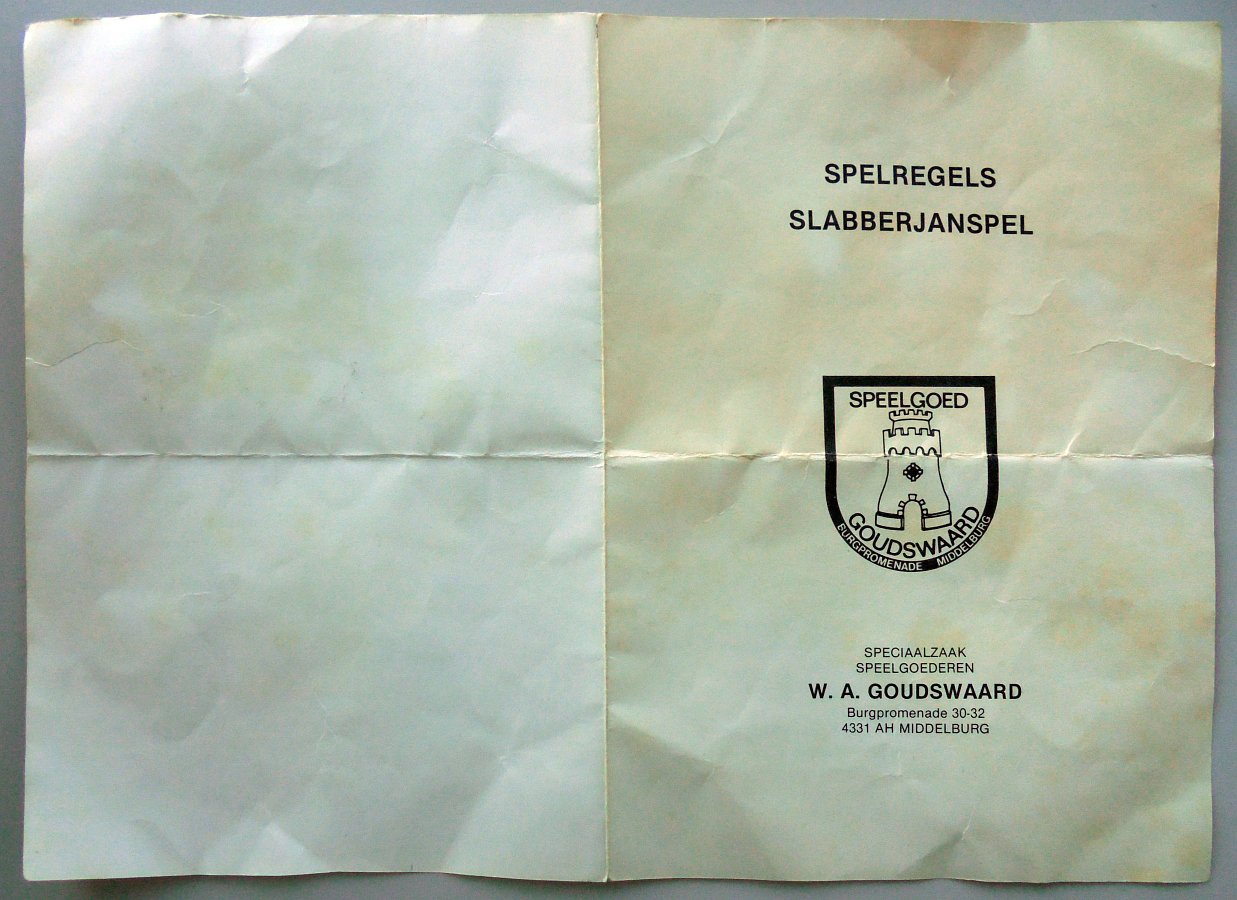 SPELREGELS
SLABBERJANSPEL
SPEELGOED
GOUDSWAARD
BURGPROMENADE MIDDELBURG
SPECIAALZAAK
SPEELGOEDEREN
W. A. GOUDSWAARD
Burgpromenade 30-32
4331 AH MIDDELBURG